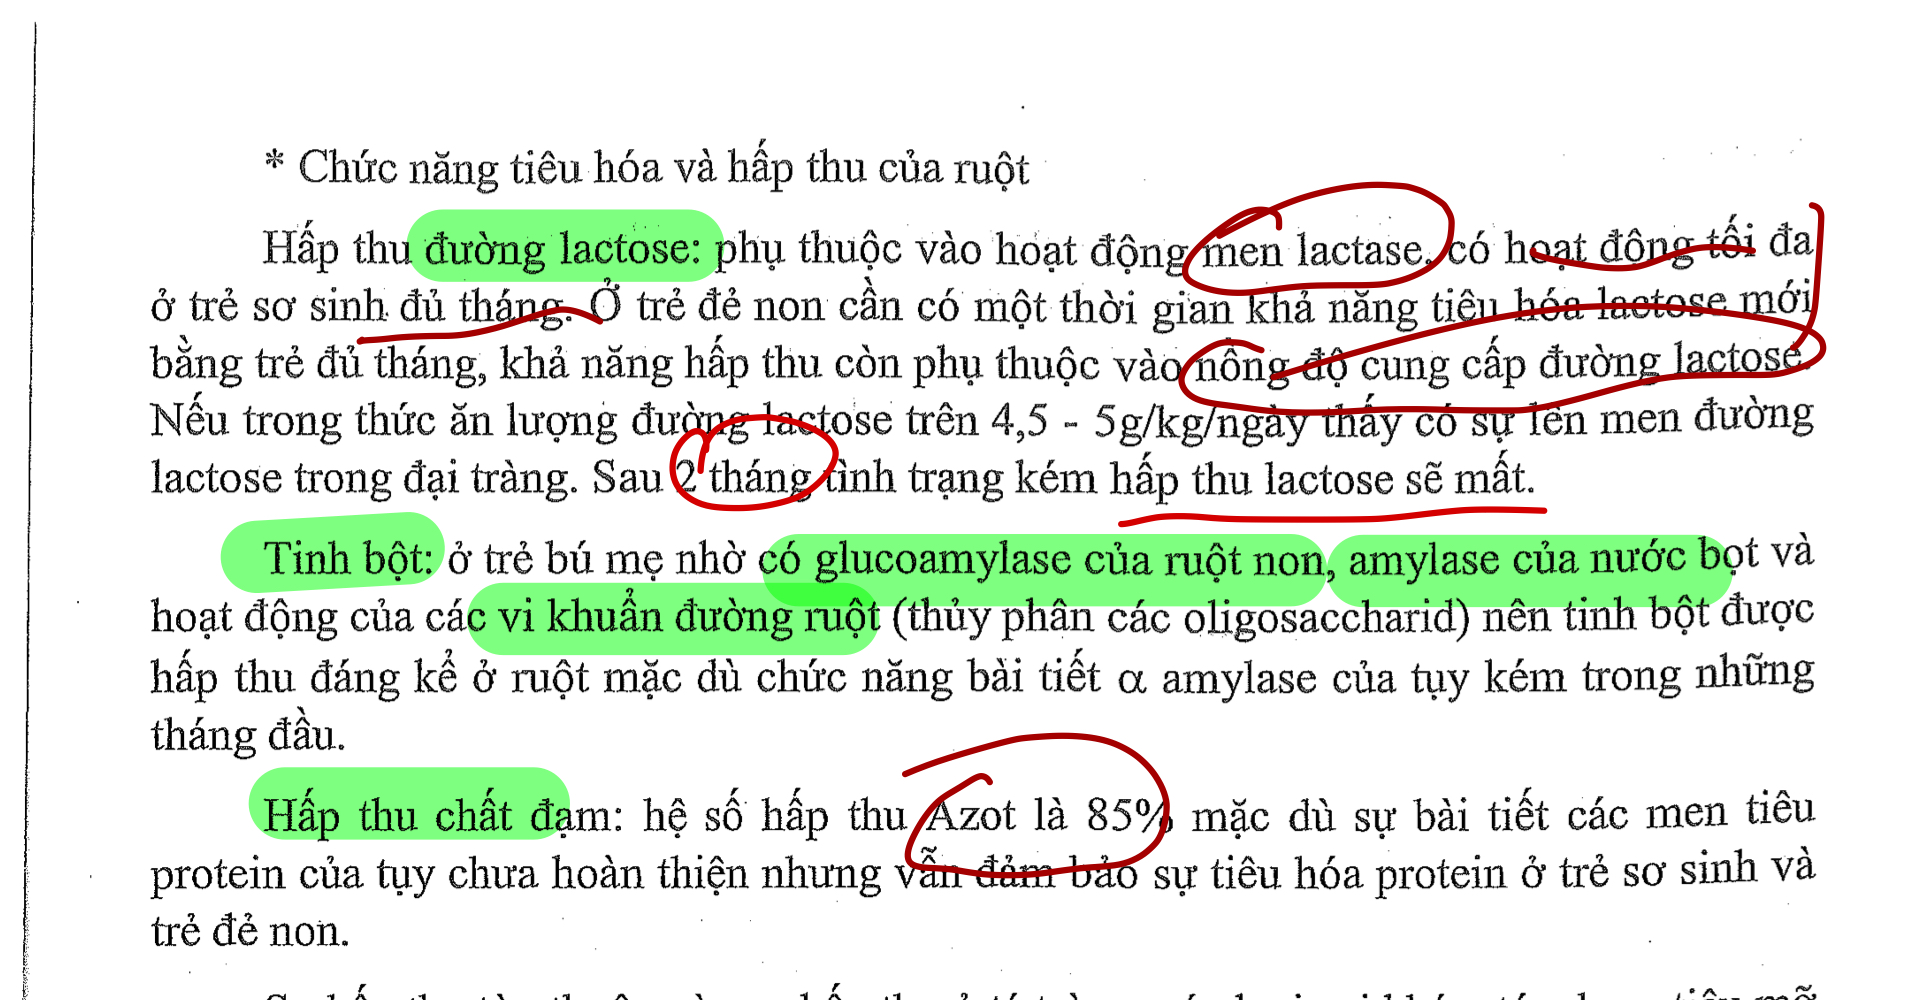 * Chức năng tiêu hóa và hấp thu của ruột
Hấp thu đường lactose: phụ thuộc vào hoạt động men lactase, có hoạt động tối đa
ở trẻ sơ sinh đủ tháng. Ở trẻ đẻ non cần có một thời gian khả năng tiêu hóa lactose mới
bằng trẻ đủ tháng, khả năng hấp thu còn phụ thuộc vào nồng độ cung cấp đường lactose.
Nếu trong thức ăn lượng đường lactose trên 4,5 - 5g/kg/ngày thấy có sự lên men đường
lactose trong đại tràng. Sau 2 tháng tình trạng kém hấp thu lactose sẽ mất.
Tinh bột: ở trẻ bú mẹ nhờ có glucoamylase của ruột non, amylase của nước bọt và
hoạt động của các vi khuẩn đường ruột (thủy phân các oligosaccharid) nên tinh bột được
hấp thu đáng kể ở ruột mặc dù chức năng bài tiết α amylase của tụy kém trong những
tháng đầu.
Hấp thu chất đạm: hệ số hấp thu Azot là 85% mặc dù sự bài tiết các men tiêu
protein của tụy chưa hoàn thiện nhưng vẫn đảm bảo sự tiêu hóa protein ở trẻ sơ sinh và
trẻ đẻ non.